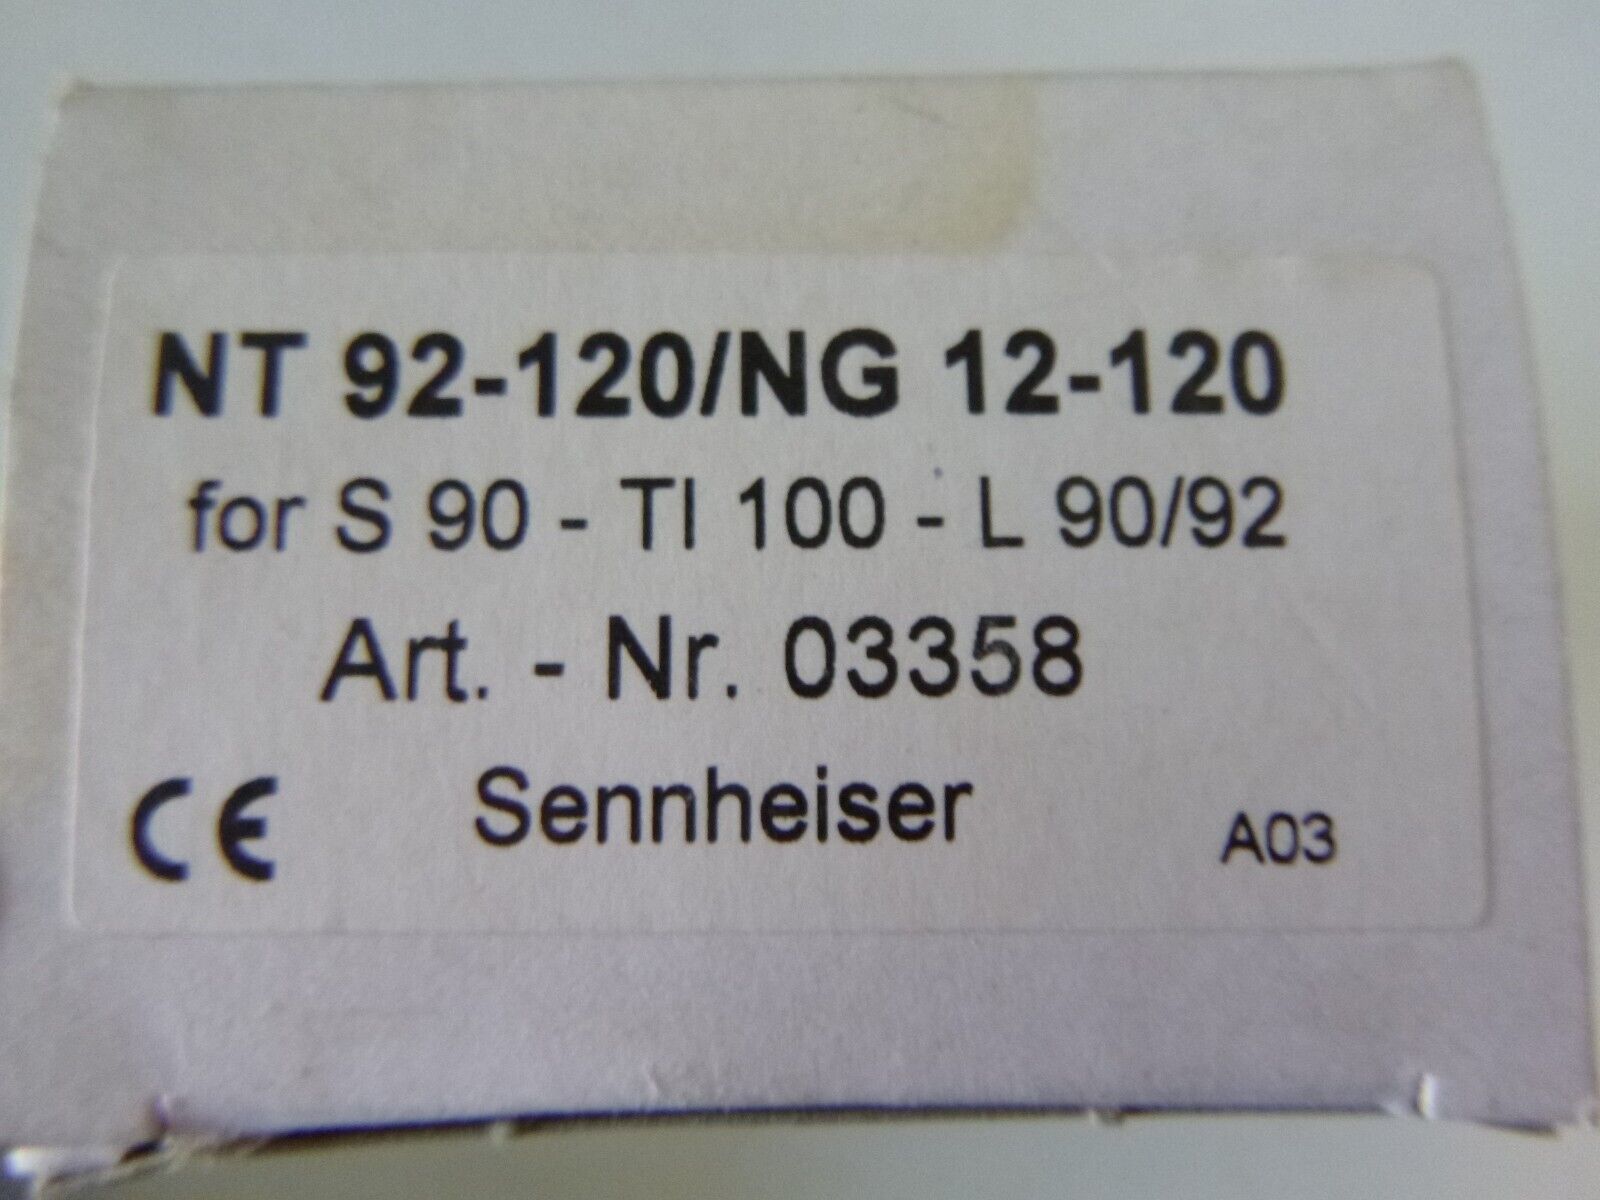 NT 92-120/NG 12-120
for S 90 - TI 100 - L 90/92
Art. - Nr. 03358
CE Sennheiser A03